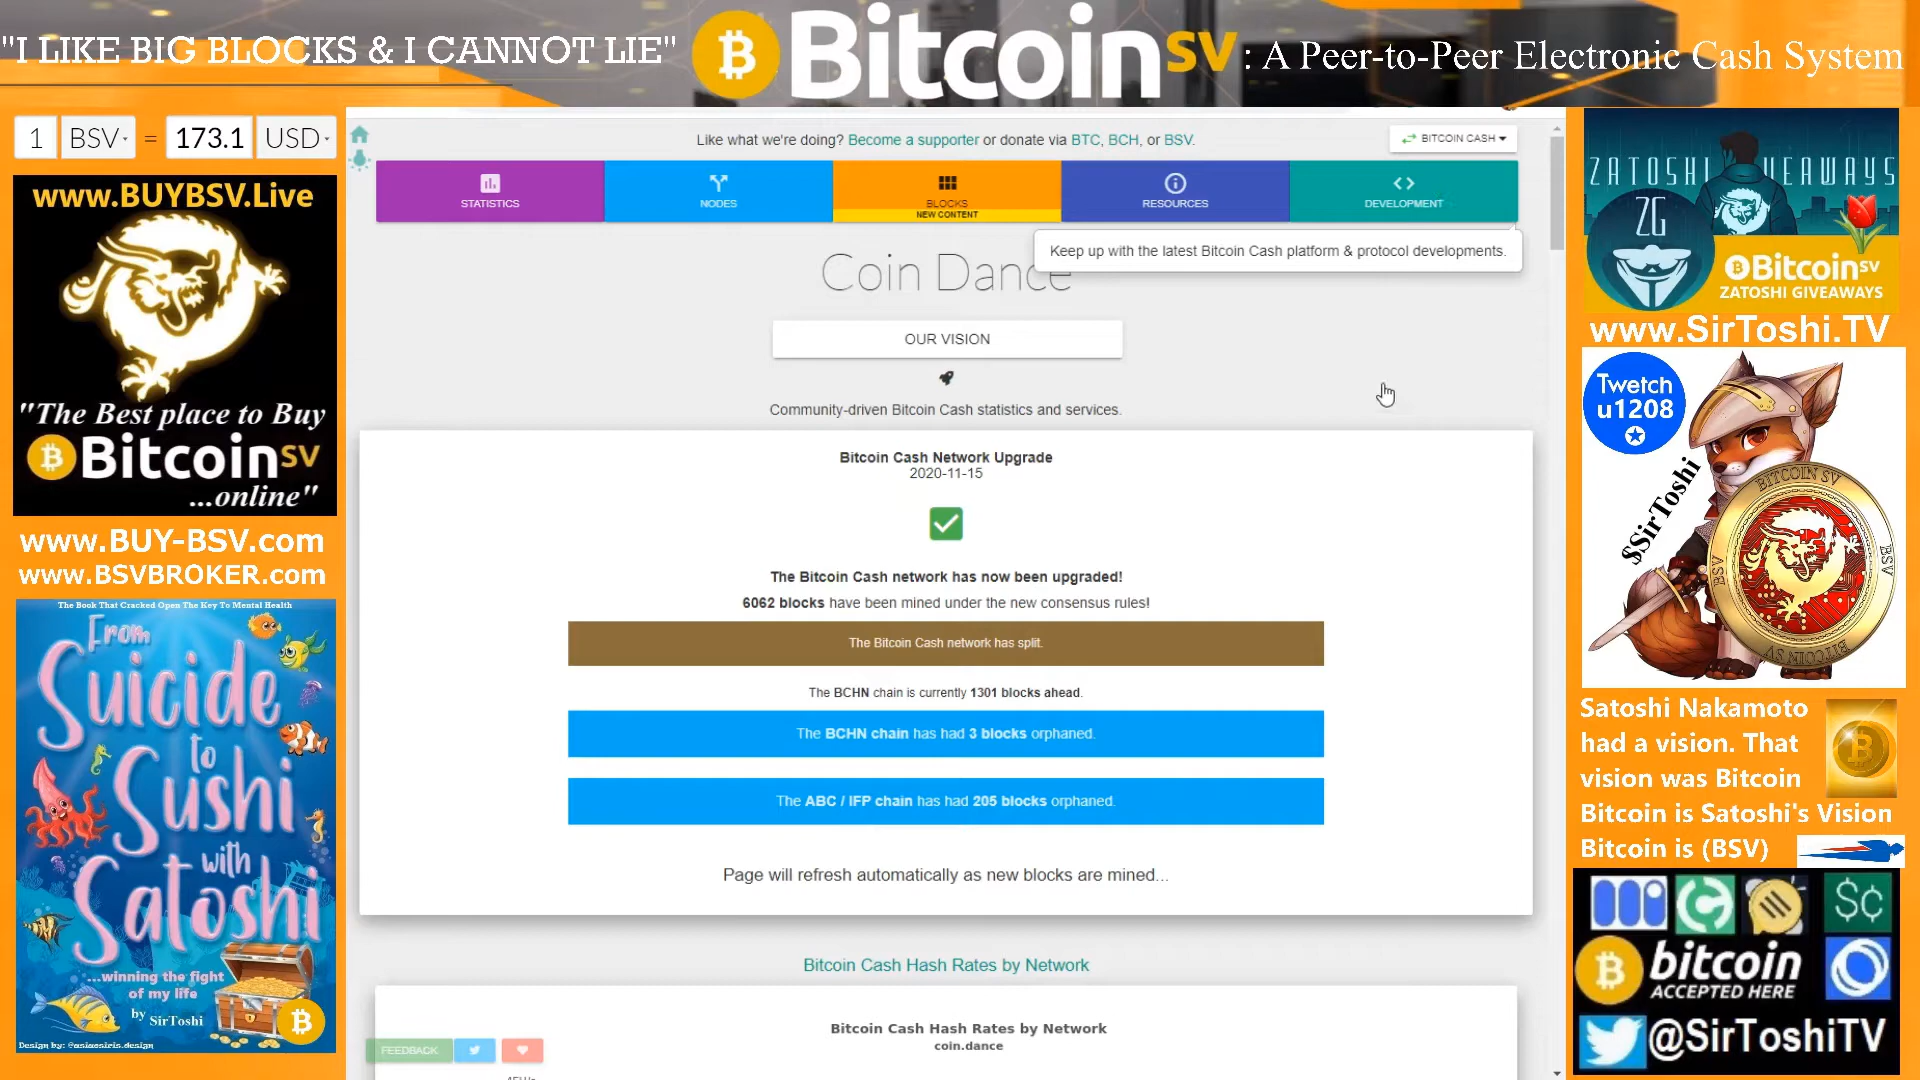 "I LIKE BIG BLOCKS & I CANNOT LIE"
Bitcoin SV : A Peer-to-Peer Electronic Cash System
1 BSV = 173.1 USD
www.BUYBSV.Live
"The Best place to Buy
Bitcoin SV
...online"
www.BUY-BSV.com
www.BSVBROKER.com
The Book That Cracked Open The Key To Mental Health
From
Suicide
to
Sushi
with
Satoshi
...winning the fight
of my life
by SirToshi
Design by: @asiaosiris.design
Like what we're doing? Become a supporter or donate via BTC, BCH, or BSV.
BITCOIN CASH
STATISTICS
NODES
BLOCKS
NEW CONTENT
RESOURCES
DEVELOPMENT
Keep up with the latest Bitcoin Cash platform & protocol developments.
Coin Dance
OUR VISION
Community-driven Bitcoin Cash statistics and services.
Bitcoin Cash Network Upgrade
2020-11-15
The Bitcoin Cash network has now been upgraded!
6062 blocks have been mined under the new consensus rules!
The Bitcoin Cash network has split.
The BCHN chain is currently 1301 blocks ahead.
The BCHN chain has had 3 blocks orphaned.
The ABC / IFP chain has had 205 blocks orphaned.
Page will refresh automatically as new blocks are mined...
Bitcoin Cash Hash Rates by Network
Bitcoin Cash Hash Rates by Network
coin.dance
FEEDBACK
ZATOSHI
ZG
Bitcoin SV
ZATOSHI GIVEAWAYS
www.SirToshi.TV
Twetch
u1208
$SirToshi
BITCOIN SV
BSV
BSV
BITCOIN SV
Satoshi Nakamoto
had a vision. That
vision was Bitcoin
Bitcoin is Satoshi's Vision
Bitcoin is (BSV)
$¢
bitcoin
ACCEPTED HERE
@SirToshiTV